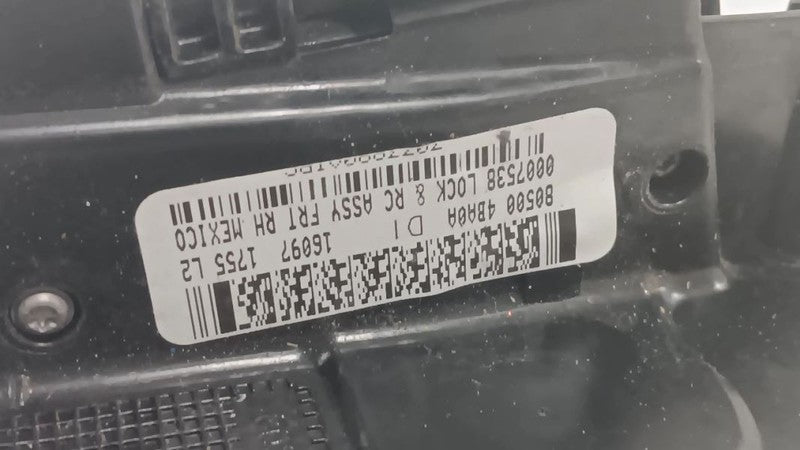 80500 4BA0A D1 16097 1755 L2
0007538 LOCK & RC ASSY FRT RH MEXICO